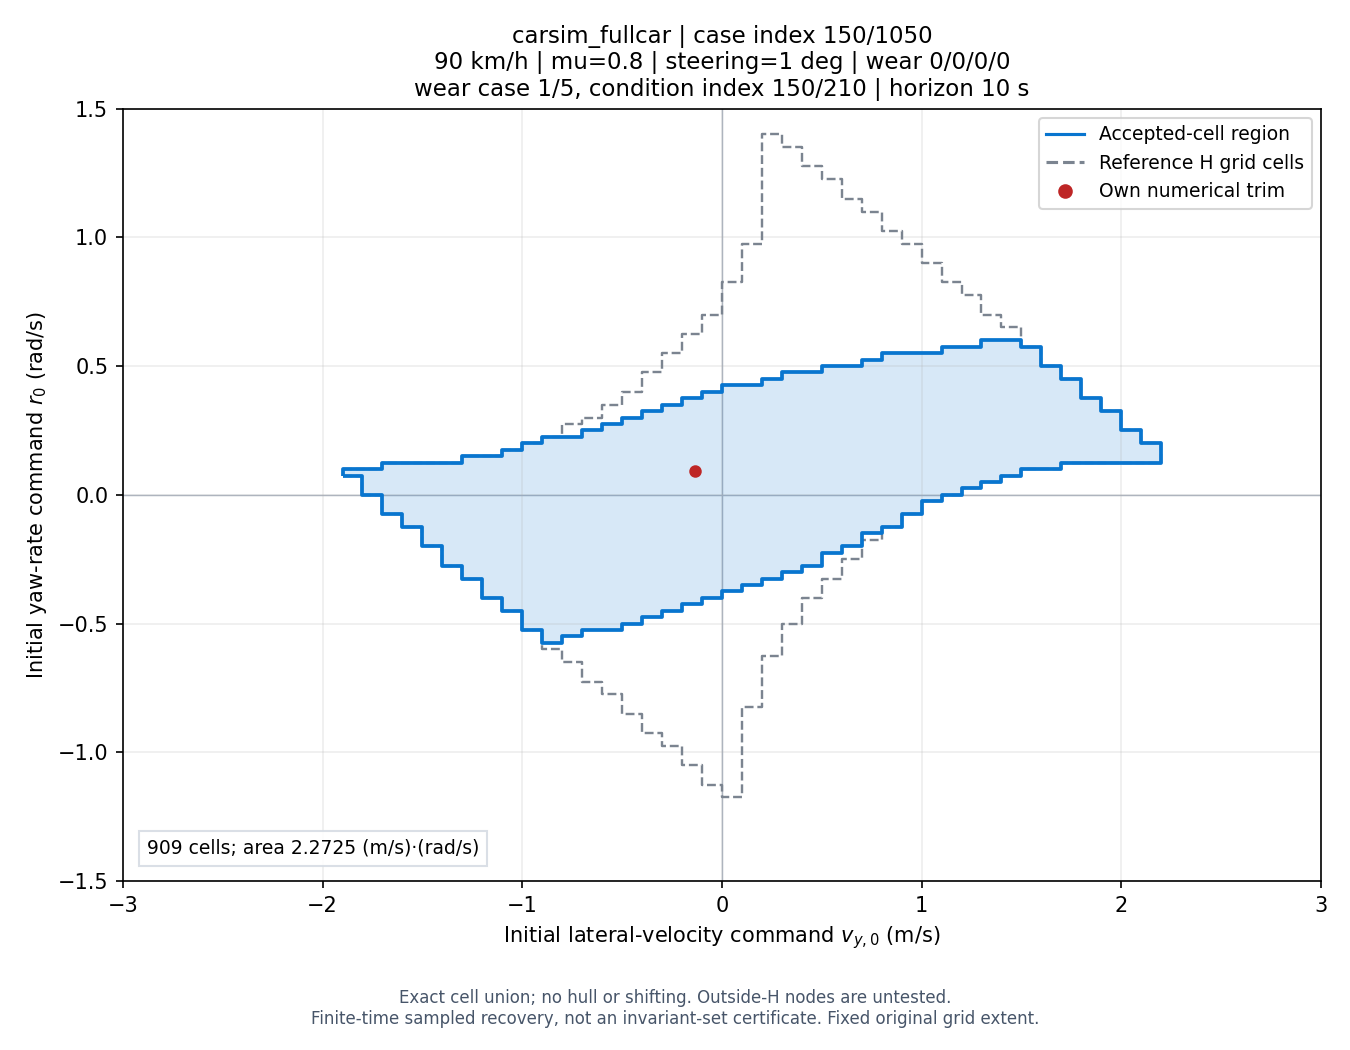 carsim_fullcar | case index 150/1050
90 km/h | mu=0.8 | steering=1 deg | wear 0/0/0/0
wear case 1/5, condition index 150/210 | horizon 10 s
Accepted-cell region
Reference H grid cells
Own numerical trim
1.5
1.0
0.5
0.0
−0.5
−1.0
−1.5
Initial yaw-rate command r0 (rad/s)
909 cells; area 2.2725 (m/s)·(rad/s)
−3
−2
−1
0
1
2
3
Initial lateral-velocity command vy,0 (m/s)
Exact cell union; no hull or shifting. Outside-H nodes are untested.
Finite-time sampled recovery, not an invariant-set certificate. Fixed original grid extent.